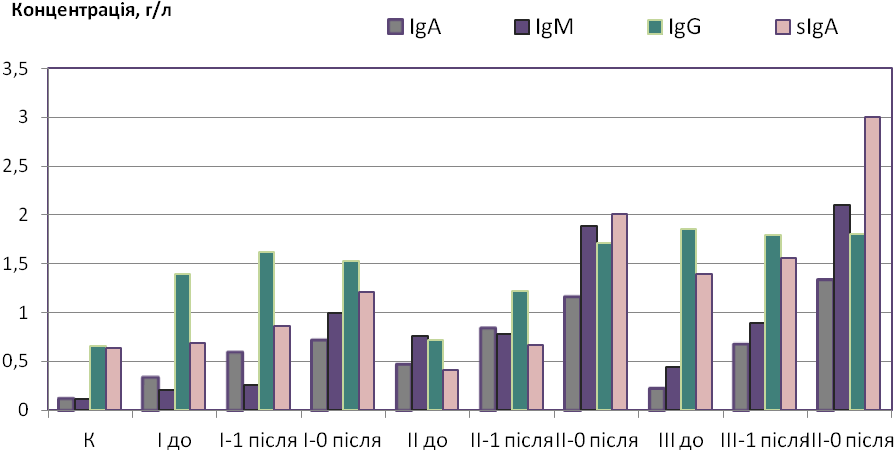 Концентрація, г/л
IgA IgM IgG sIgA
3,5
3
2,5
2
1,5
1
0,5
0
К І до І-1 після І-0 після ІІ до ІІ-1 після ІІ-0 після ІІІ до ІІІ-1 після ІІІ-0 після